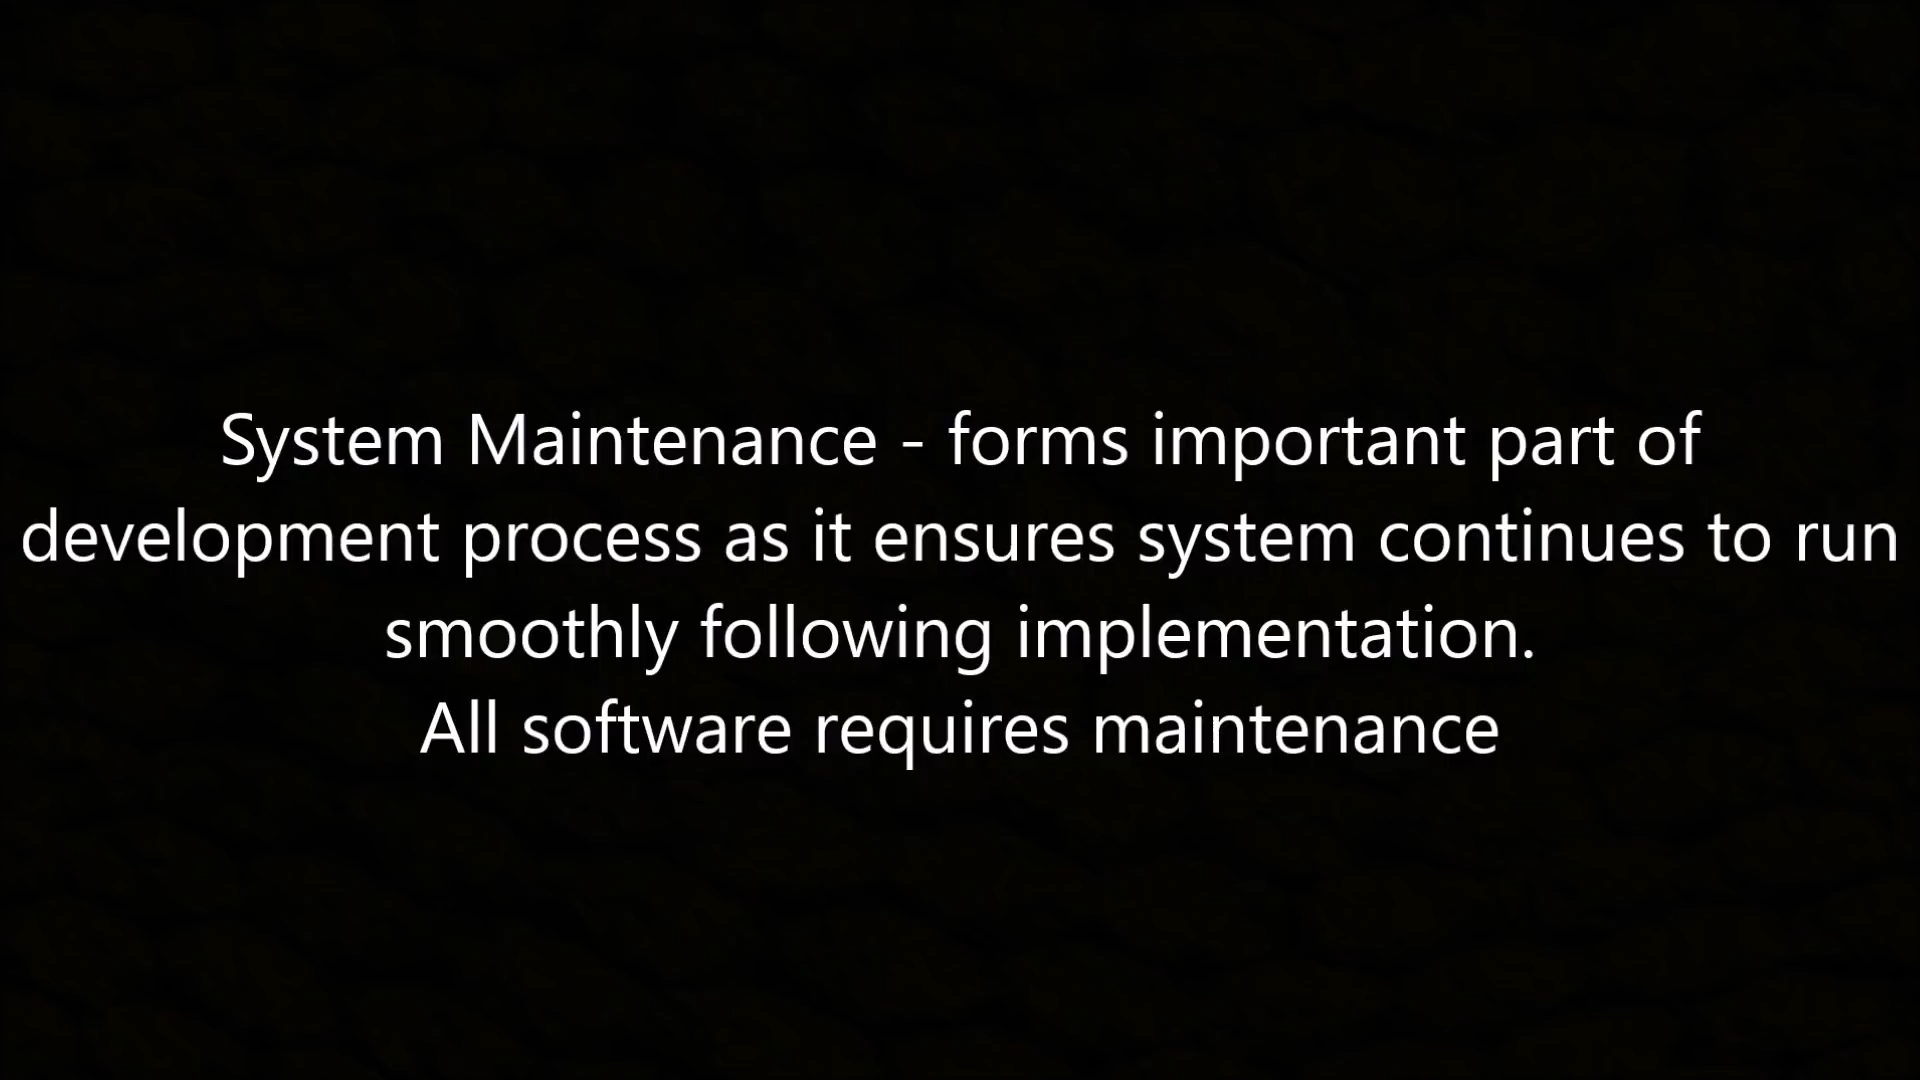 System Maintenance - forms important part of
development process as it ensures system continues to run
smoothly following implementation.
All software requires maintenance